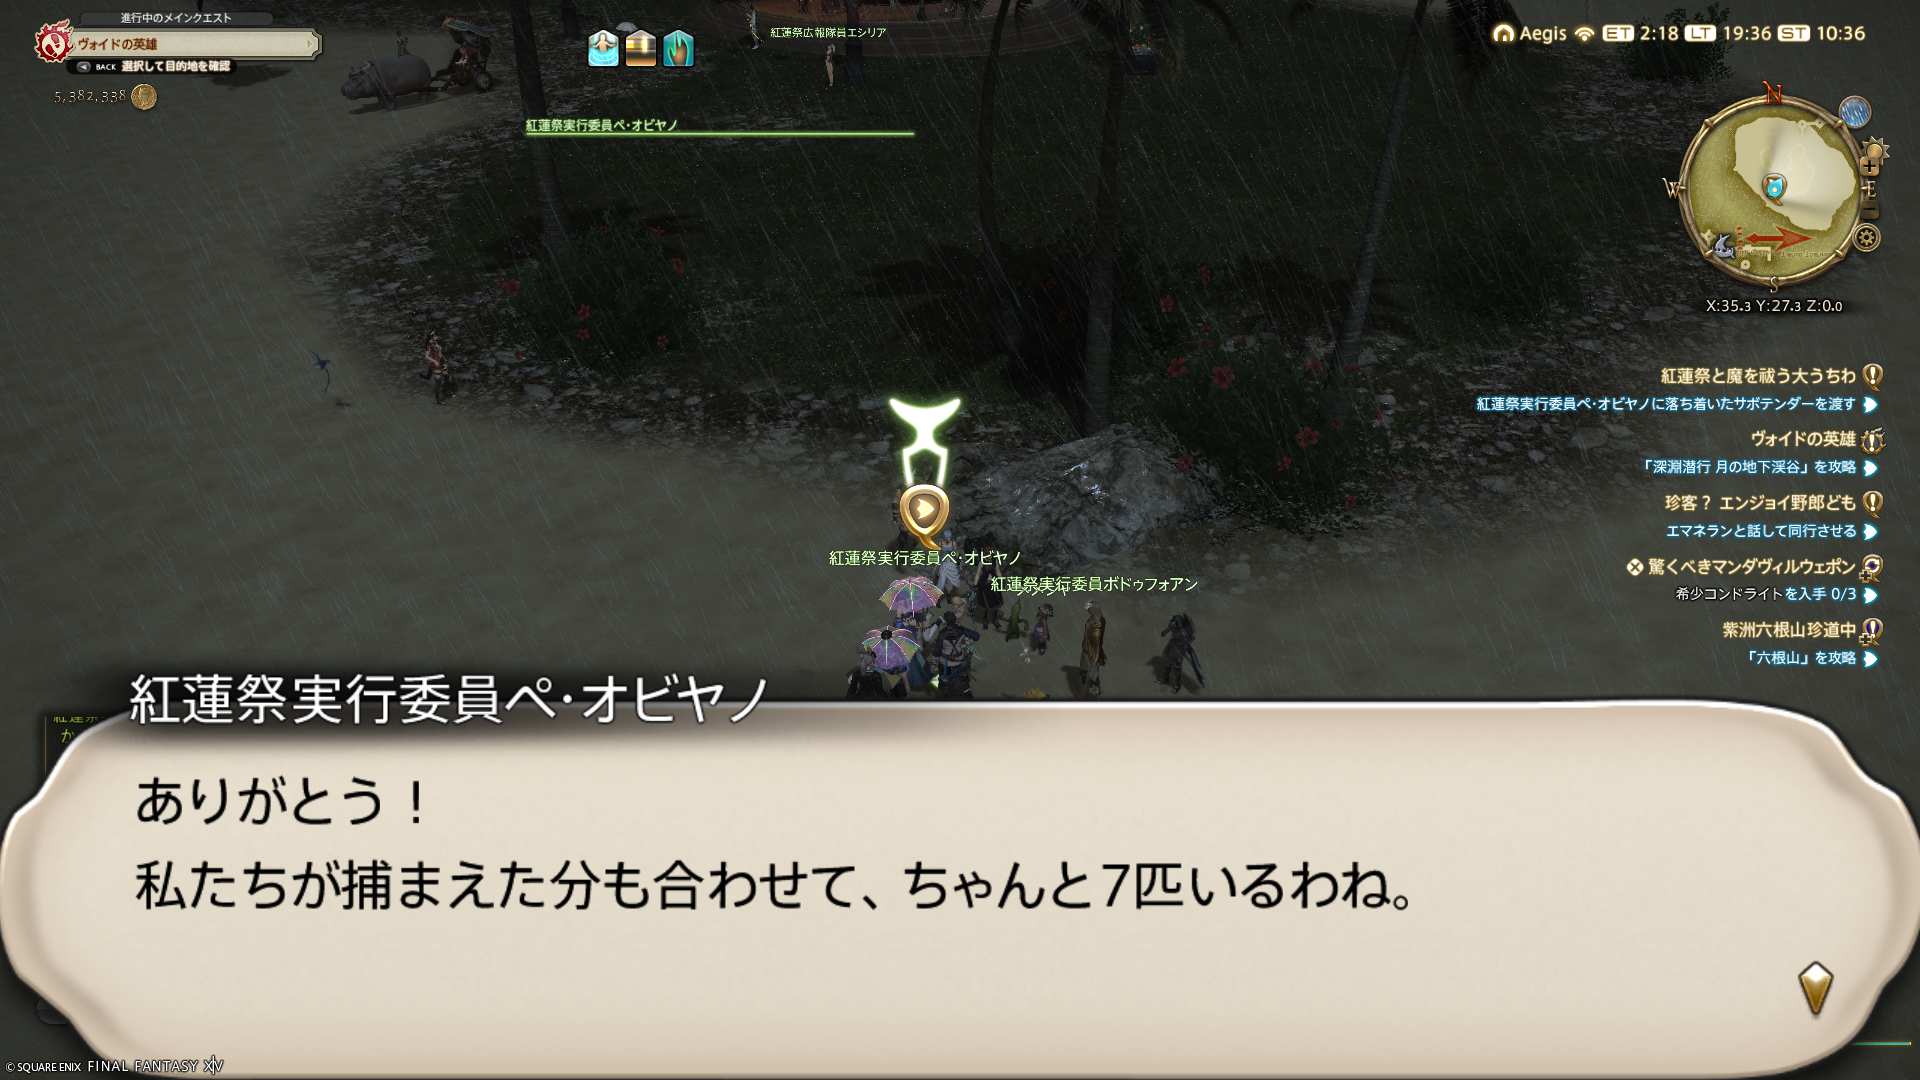 進行中のメインクエスト
ヴォイドの英雄
BACK 選択して目的地を確認
5,382,338
紅蓮祭広報隊員エシリア
Aegis ET 2:18 LT 19:36 ST 10:36
紅蓮祭実行委員ペ・オビヤノ
N
W
E
S
X:35.3 Y:27.3 Z:0.0
紅蓮祭と魔を祓う大うちわ
紅蓮祭実行委員ペ・オビヤノに落ち着いたサボテンダーを渡す
ヴォイドの英雄
「深淵潜行 月の地下渓谷」を攻略
珍客？ エンジョイ野郎ども
エマネランと話して同行させる
驚くべきマンダヴィルウェポン
希少コンドライトを入手 0/3
紫洲六根山珍道中
「六根山」を攻略
紅蓮祭実行委員ペ・オビヤノ
紅蓮祭実行委員ボドゥフォアン
紅蓮祭実行委員ペ・オビヤノ
ありがとう！
私たちが捕まえた分も合わせて、ちゃんと7匹いるわね。
© SQUARE ENIX FINAL FANTASY XIV